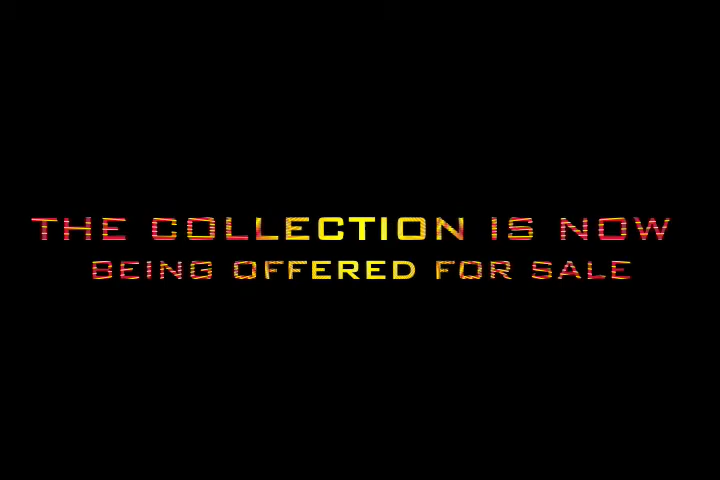 THE COLLECTION IS NOW
BEING OFFERED FOR SALE